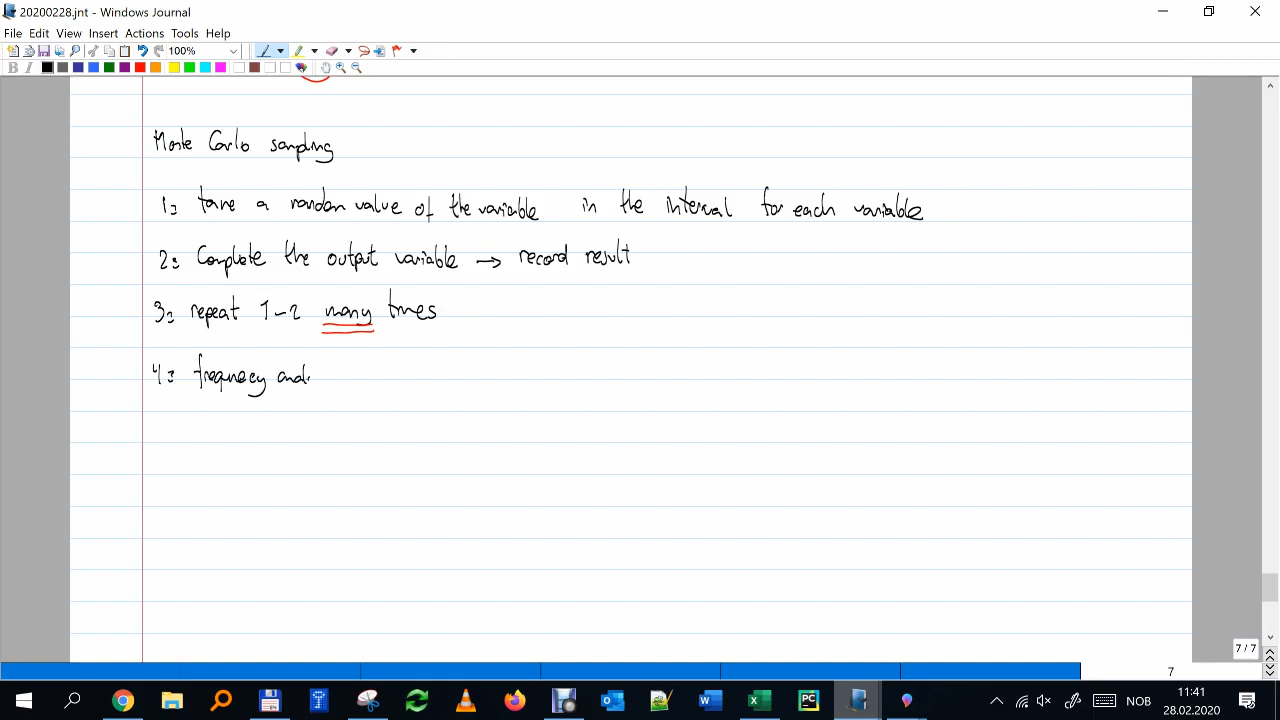 20200228.jnt - Windows Journal
File Edit View Insert Actions Tools Help
100%
B I
Monte Carlo sampling
1: take a random value of the variable in the interval for each variable
2: Complete the output variable → record result
3: repeat 1-2 many times
4: frequency and
7 / 7
7
W X PC
NOB
11:41
28.02.2020